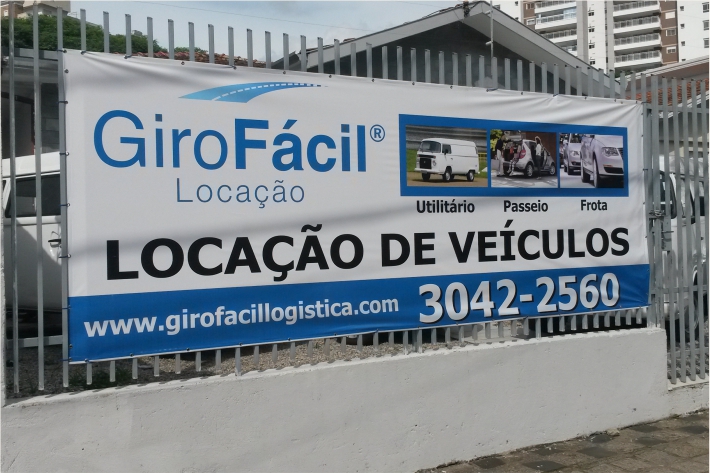 GiroFácil®
Locação
Utilitário Passeio Frota
LOCAÇÃO DE VEÍCULOS
www.girofacillogistica.com 3042-2560